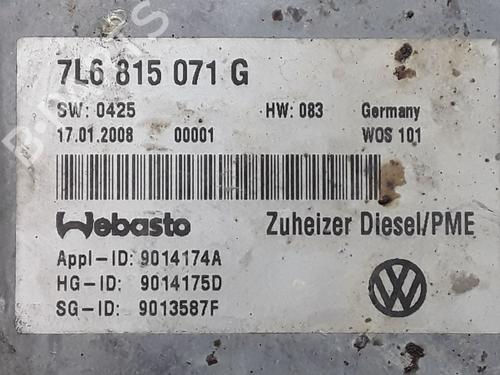 7L6 815 071 G
SW: 0425 HW: 083 Germany
17.01.2008 00001 WOS 101
Webasto Zuheizer Diesel/PME
Appl-ID: 9014174A
HG-ID: 9014175D
SG-ID: 9013587F